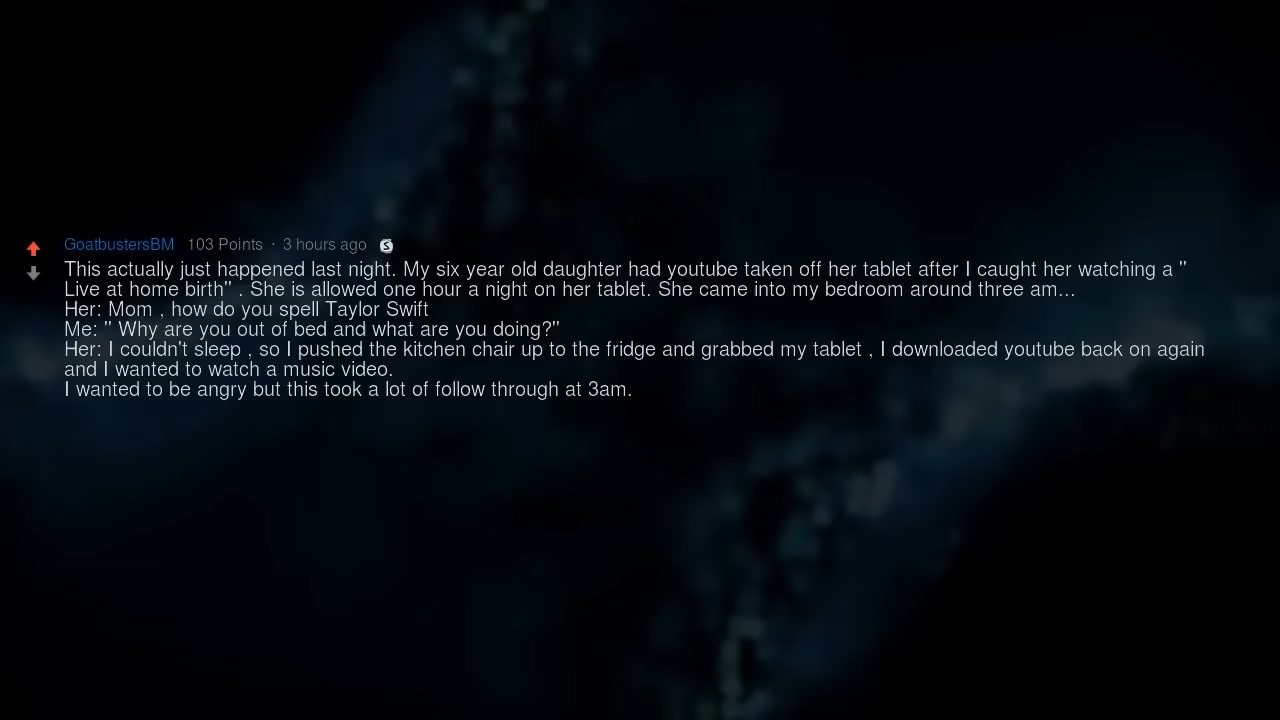 GoatbustersBM 103 Points · 3 hours ago
This actually just happened last night. My six year old daughter had youtube taken off her tablet after I caught her watching a "
Live at home birth" . She is allowed one hour a night on her tablet. She came into my bedroom around three am...
Her: Mom , how do you spell Taylor Swift
Me: " Why are you out of bed and what are you doing?"
Her: I couldn't sleep , so I pushed the kitchen chair up to the fridge and grabbed my tablet , I downloaded youtube back on again
and I wanted to watch a music video.
I wanted to be angry but this took a lot of follow through at 3am.